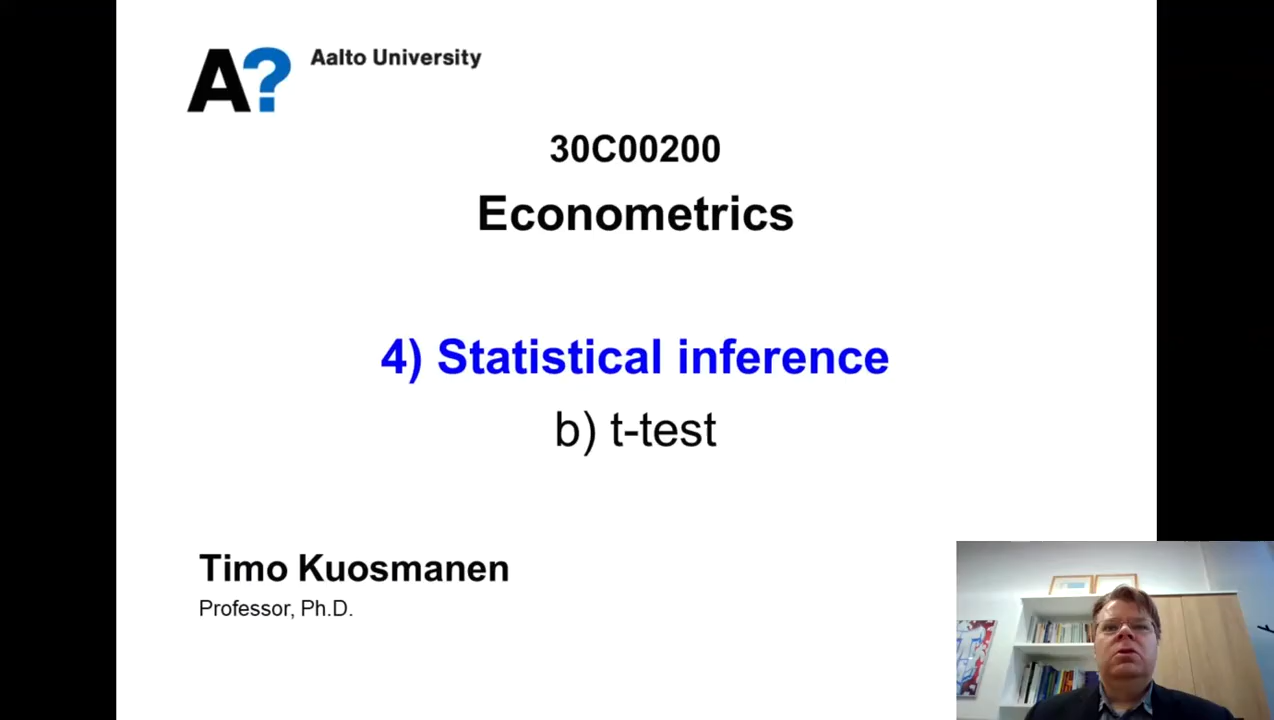 A?
Aalto University
30C00200
Econometrics
4) Statistical inference
b) t-test
Timo Kuosmanen
Professor, Ph.D.